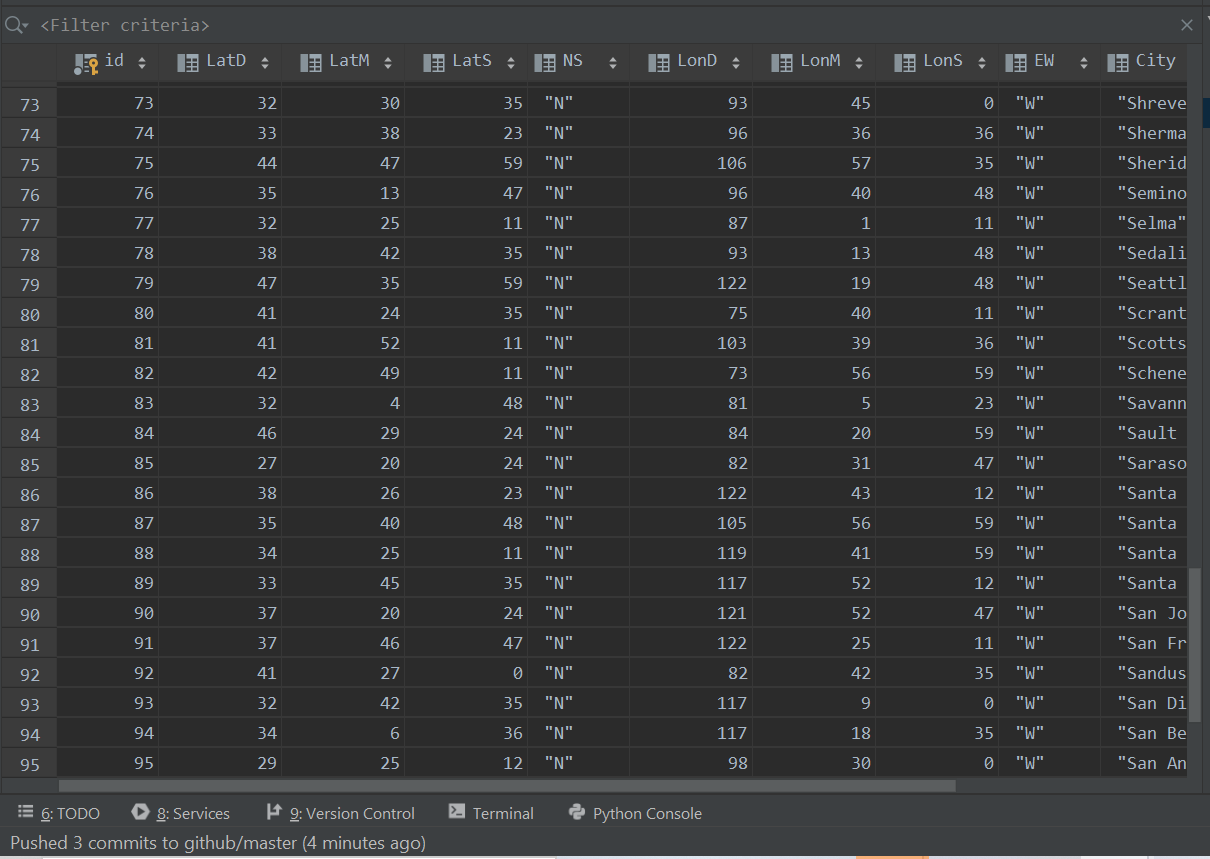 <Filter criteria>
id LatD LatM LatS NS LonD LonM LonS EW City
73 73 32 30 35 "N" 93 45 0 "W" "Shreve
74 74 33 38 23 "N" 96 36 36 "W" "Sherma
75 75 44 47 59 "N" 106 57 35 "W" "Sherid
76 76 35 13 47 "N" 96 40 48 "W" "Semino
77 77 32 25 11 "N" 87 1 11 "W" "Selma"
78 78 38 42 35 "N" 93 13 48 "W" "Sedali
79 79 47 35 59 "N" 122 19 48 "W" "Seattl
80 80 41 24 35 "N" 75 40 11 "W" "Scrant
81 81 41 52 11 "N" 103 39 36 "W" "Scotts
82 82 42 49 11 "N" 73 56 59 "W" "Schene
83 83 32 4 48 "N" 81 5 23 "W" "Savann
84 84 46 29 24 "N" 84 20 59 "W" "Sault
85 85 27 20 24 "N" 82 31 47 "W" "Saraso
86 86 38 26 23 "N" 122 43 12 "W" "Santa
87 87 35 40 48 "N" 105 56 59 "W" "Santa
88 88 34 25 11 "N" 119 41 59 "W" "Santa
89 89 33 45 35 "N" 117 52 12 "W" "Santa
90 90 37 20 24 "N" 121 52 47 "W" "San Jo
91 91 37 46 47 "N" 122 25 11 "W" "San Fr
92 92 41 27 0 "N" 82 42 35 "W" "Sandus
93 93 32 42 35 "N" 117 9 0 "W" "San Di
94 94 34 6 36 "N" 117 18 35 "W" "San Be
95 95 29 25 12 "N" 98 30 0 "W" "San An
6: TODO 8: Services 9: Version Control Terminal Python Console
Pushed 3 commits to github/master (4 minutes ago)